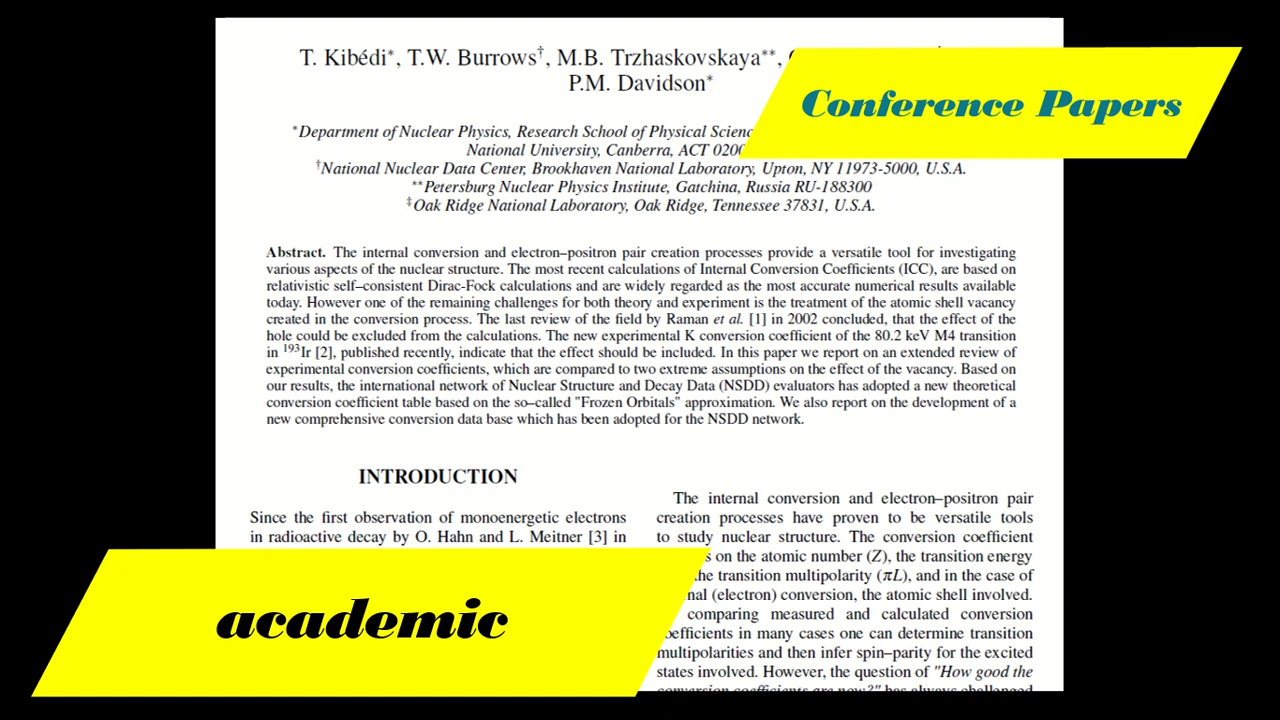 T. Kibédi*, T.W. Burrows†, M.B. Trzhaskovskaya**,
P.M. Davidson*
Conference Papers
*Department of Nuclear Physics, Research School of Physical
National University, Canberra, ACT
†National Nuclear Data Center, Brookhaven National Laboratory, Upton, NY 11973-5000, U.S.A.
**Petersburg Nuclear Physics Institute, Gatchina, Russia RU-188300
‡Oak Ridge National Laboratory, Oak Ridge, Tennessee 37831, U.S.A.
Abstract. The internal conversion and electron–positron pair creation processes provide a versatile tool for investigating
various aspects of the nuclear structure. The most recent calculations of Internal Conversion Coefficients (ICC), are based on
relativistic self–consistent Dirac-Fock calculations and are widely regarded as the most accurate numerical results available
today. However one of the remaining challenges for both theory and experiment is the treatment of the atomic shell vacancy
created in the conversion process. The last review of the field by Raman et al. [1] in 2002 concluded, that the effect of the
hole could be excluded from the calculations. The new experimental K conversion coefficient of the 80.2 keV M4 transition
in ¹⁹³Ir [2], published recently, indicate that the effect should be included. In this paper we report on an extended review of
experimental conversion coefficients, which are compared to two extreme assumptions on the effect of the vacancy. Based on
our results, the international network of Nuclear Structure and Decay Data (NSDD) evaluators has adopted a new theoretical
conversion coefficient table based on the so–called "Frozen Orbitals" approximation. We also report on the development of a
new comprehensive conversion data base which has been adopted for the NSDD network.
INTRODUCTION
Since the first observation of monoenergetic electrons
in radioactive decay by O. Hahn and L. Meitner [3] in
academic
The internal conversion and electron–positron pair
creation processes have proven to be versatile tools
to study nuclear structure. The conversion coefficient
on the atomic number (Z), the transition energy
the transition multipolarity (πL), and in the case of
(electron) conversion, the atomic shell involved.
comparing measured and calculated conversion
coefficients in many cases one can determine transition
multipolarities and then infer spin–parity for the excited
states involved. However, the question of "How good the
conversion coefficients are now?" has always challenged